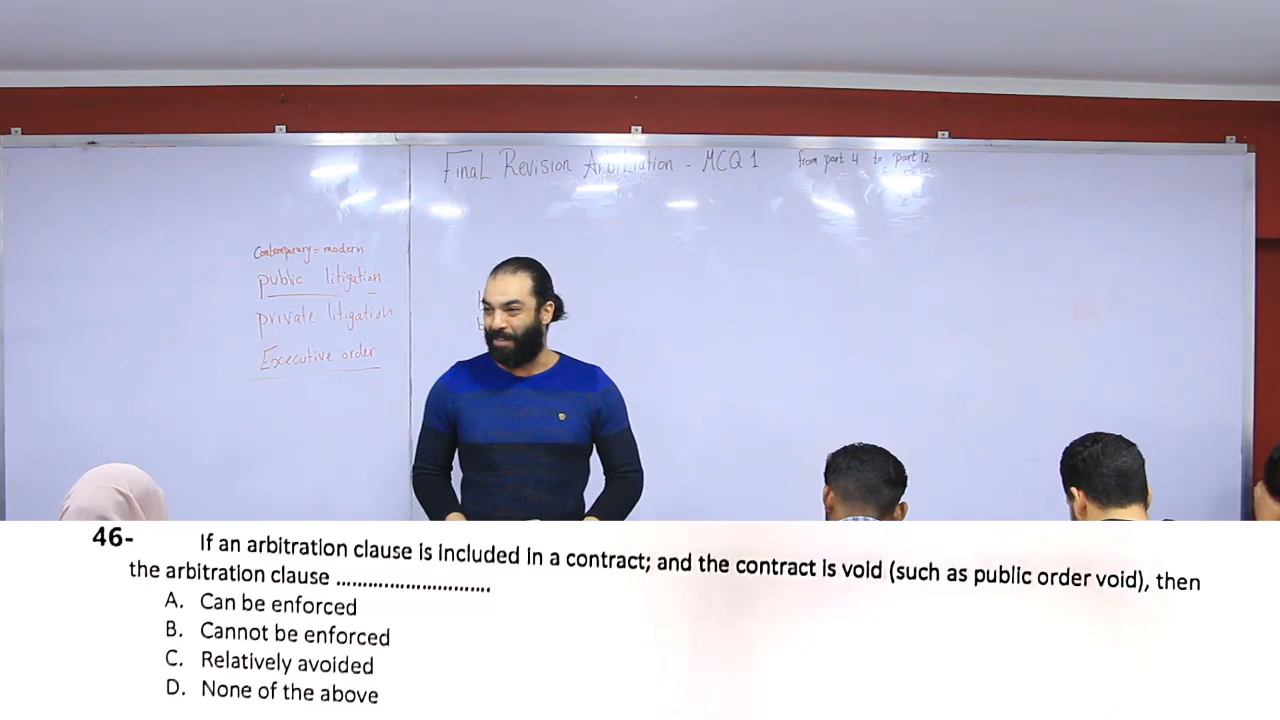 Final Revision Arbitration - MCQ 1 from part 4 to part 12
Contemporary = modern
public litigation
private litigation
Excecutive order
46- If an arbitration clause is included in a contract; and the contract is void (such as public order void), then
the arbitration clause ..............................
A. Can be enforced
B. Cannot be enforced
C. Relatively avoided
D. None of the above